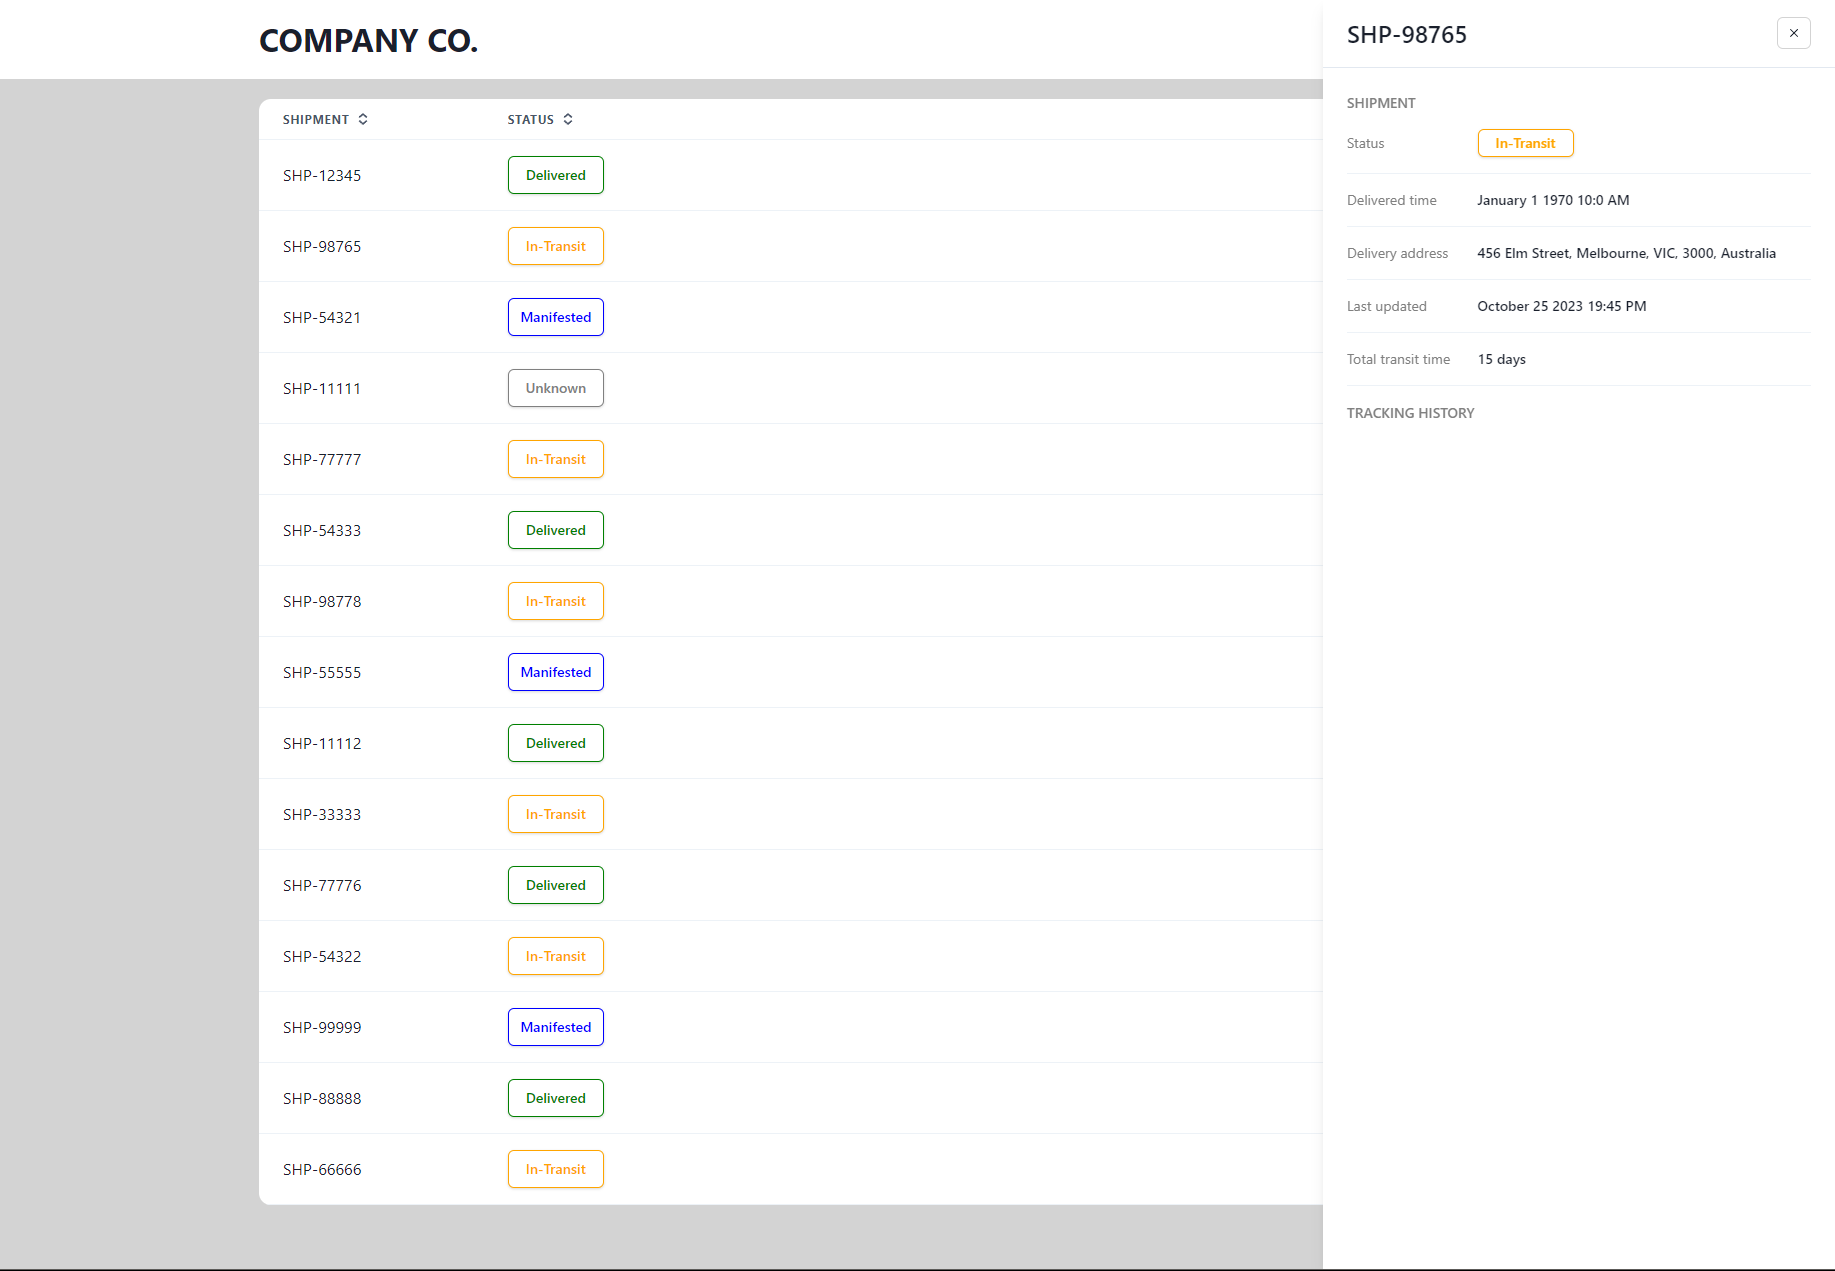 COMPANY CO.
SHIPMENT STATUS
SHP-12345 Delivered
SHP-98765 In-Transit
SHP-54321 Manifested
SHP-11111 Unknown
SHP-77777 In-Transit
SHP-54333 Delivered
SHP-98778 In-Transit
SHP-55555 Manifested
SHP-11112 Delivered
SHP-33333 In-Transit
SHP-77776 Delivered
SHP-54322 In-Transit
SHP-99999 Manifested
SHP-88888 Delivered
SHP-66666 In-Transit
SHP-98765
SHIPMENT
Status In-Transit
Delivered time January 1 1970 10:0 AM
Delivery address 456 Elm Street, Melbourne, VIC, 3000, Australia
Last updated October 25 2023 19:45 PM
Total transit time 15 days
TRACKING HISTORY